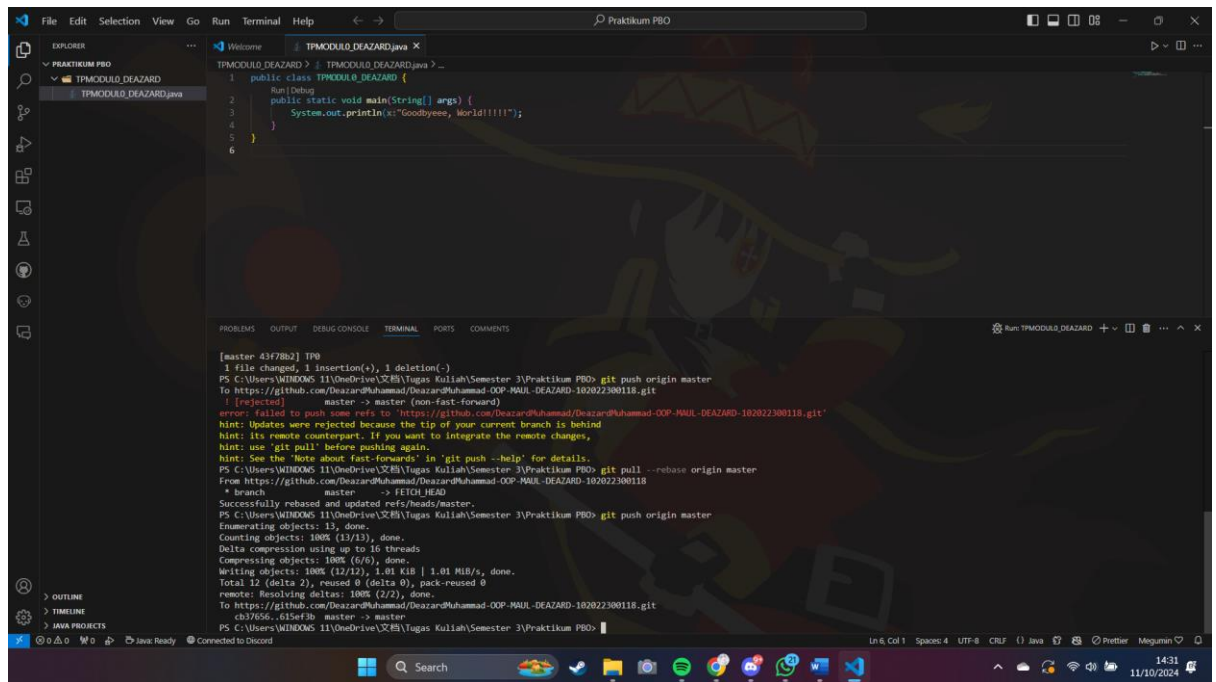 File Edit Selection View Go Run Terminal Help Praktikum PBO
EXPLORER
PRAKTIKUM PBO
TPMODUL0_DEAZARD
TPMODUL0_DEAZARD.java
Welcome TPMODUL0_DEAZARD.java
TPMODUL0_DEAZARD > TPMODUL0_DEAZARD.java > ...
1 public class TPMODUL0_DEAZARD {
Run | Debug
2 public static void main(String[] args) {
3 System.out.println(x:"Goodbyeee, World!!!!!");
4 }
5 }
6
PROBLEMS OUTPUT DEBUG CONSOLE TERMINAL PORTS COMMENTS
Run: TPMODUL0_DEAZARD
[master 43f78b2] TP0
1 file changed, 1 insertion(+), 1 deletion(-)
PS C:\Users\WINDOWS 11\OneDrive\文档\Tugas Kuliah\Semester 3\Praktikum PBO> git push origin master
To https://github.com/DeazardMuhammad/DeazardMuhammad-OOP-MAUL-DEAZARD-102022300118.git
! [rejected] master -> master (non-fast-forward)
error: failed to push some refs to 'https://github.com/DeazardMuhammad/DeazardMuhammad-OOP-MAUL-DEAZARD-102022300118.git'
hint: Updates were rejected because the tip of your current branch is behind
hint: its remote counterpart. If you want to integrate the remote changes,
hint: use 'git pull' before pushing again.
hint: See the 'Note about fast-forwards' in 'git push --help' for details.
PS C:\Users\WINDOWS 11\OneDrive\文档\Tugas Kuliah\Semester 3\Praktikum PBO> git pull --rebase origin master
From https://github.com/DeazardMuhammad/DeazardMuhammad-OOP-MAUL-DEAZARD-102022300118
* branch master -> FETCH_HEAD
Successfully rebased and updated refs/heads/master.
PS C:\Users\WINDOWS 11\OneDrive\文档\Tugas Kuliah\Semester 3\Praktikum PBO> git push origin master
Enumerating objects: 13, done.
Counting objects: 100% (13/13), done.
Delta compression using up to 16 threads
Compressing objects: 100% (6/6), done.
Writing objects: 100% (12/12), 1.01 KiB | 1.01 MiB/s, done.
Total 12 (delta 2), reused 0 (delta 0), pack-reused 0
remote: Resolving deltas: 100% (2/2), done.
To https://github.com/DeazardMuhammad/DeazardMuhammad-OOP-MAUL-DEAZARD-102022300118.git
cb37656..615ef3b master -> master
PS C:\Users\WINDOWS 11\OneDrive\文档\Tugas Kuliah\Semester 3\Praktikum PBO>
OUTLINE
TIMELINE
JAVA PROJECTS
0 0 0 Java: Ready Connected to Discord Ln 6, Col 1 Spaces: 4 UTF-8 CRLF {} Java Prettier Megumin♡
Search
14:31
11/10/2024